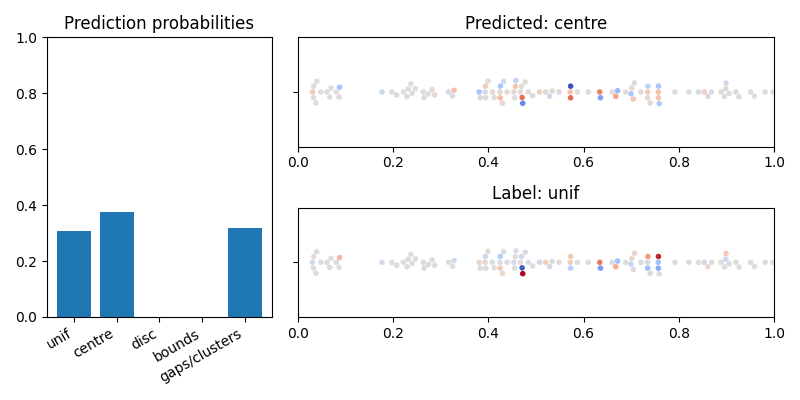 Prediction probabilities
1.0
0.8
0.6
0.4
0.2
0.0
unif
centre
disc
bounds
gaps/clusters
Predicted: centre
0.0 0.2 0.4 0.6 0.8 1.0
Label: unif
0.0 0.2 0.4 0.6 0.8 1.0